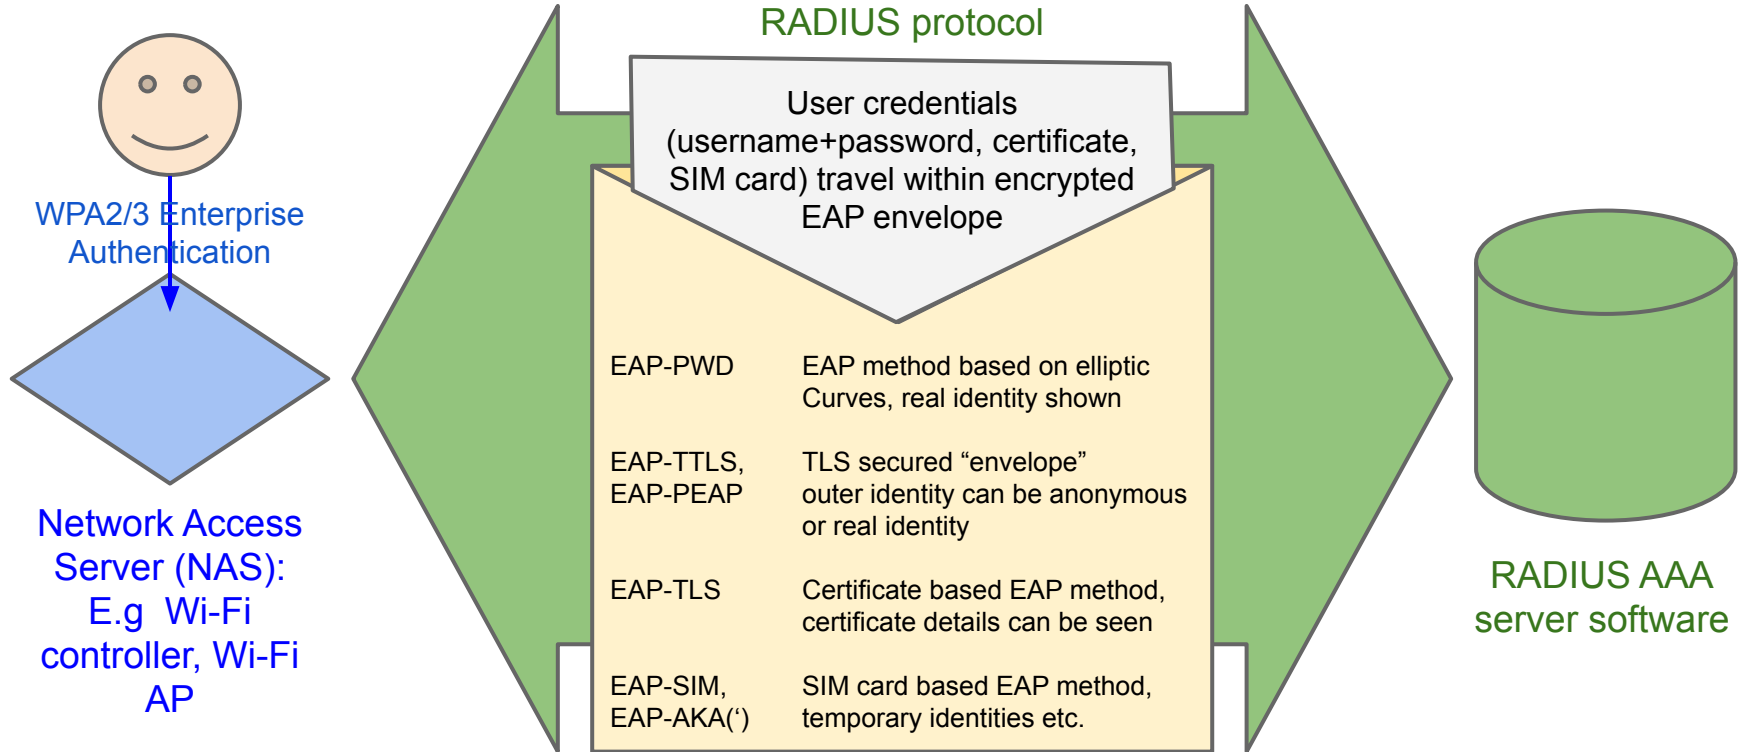 RADIUS protocol
User credentials
(username+password, certificate,
SIM card) travel within encrypted
EAP envelope
WPA2/3 Enterprise
Authentication
Network Access
Server (NAS):
E.g  Wi-Fi
controller, Wi-Fi
AP
EAP-PWD EAP method based on elliptic
Curves, real identity shown
EAP-TTLS, TLS secured “envelope”
EAP-PEAP outer identity can be anonymous
or real identity
EAP-TLS Certificate based EAP method,
certificate details can be seen
EAP-SIM, SIM card based EAP method,
EAP-AKA(‘) temporary identities etc.
RADIUS AAA
server software